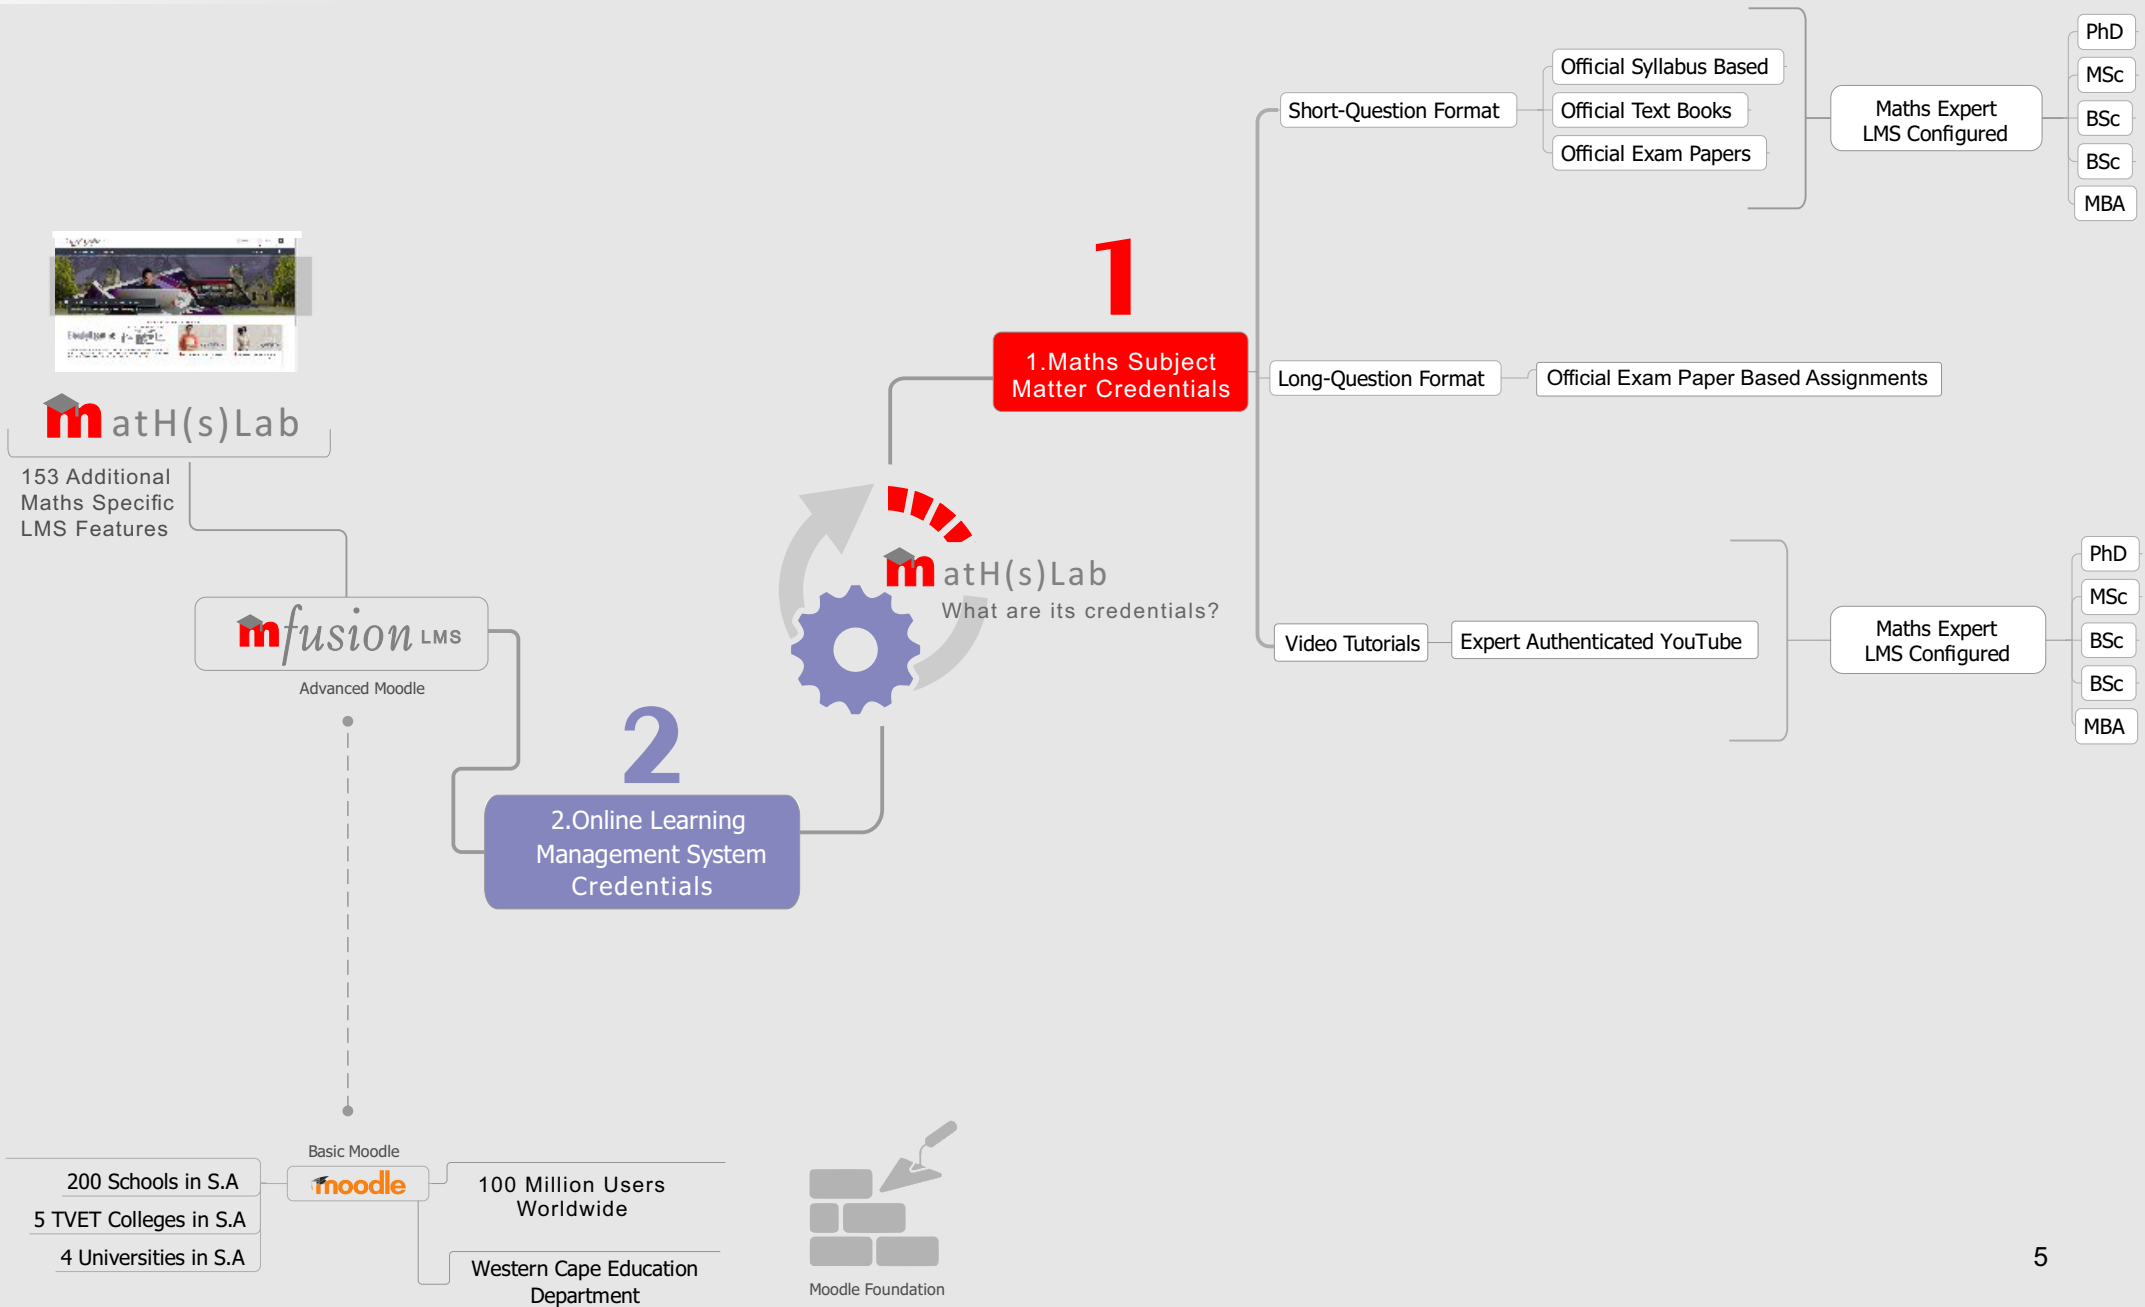 1
1.Maths Subject
Matter Credentials
Short-Question Format
Official Syllabus Based
Official Text Books
Official Exam Papers
Maths Expert
LMS Configured
PhD
MSc
BSc
BSc
MBA
Long-Question Format
Official Exam Paper Based Assignments
Video Tutorials
Expert Authenticated YouTube
Maths Expert
LMS Configured
PhD
MSc
BSc
BSc
MBA
matH(s)Lab
What are its credentials?
2
2.Online Learning
Management System
Credentials
matH(s)Lab
153 Additional
Maths Specific
LMS Features
mfusion LMS
Advanced Moodle
Basic Moodle
moodle
200 Schools in S.A
5 TVET Colleges in S.A
4 Universities in S.A
100 Million Users
Worldwide
Western Cape Education
Department
Moodle Foundation
5